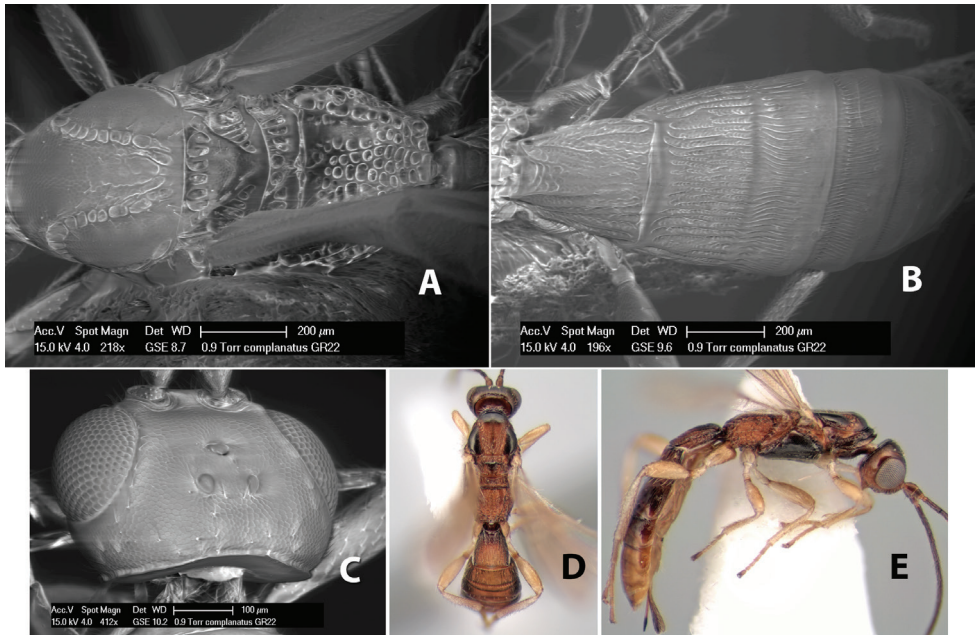 A
Acc.V Spot Magn Det WD 200 µm
15.0 kV 4.0 218x GSE 8.7 0.9 Torr complanatus GR22
B
Acc.V Spot Magn Det WD 200 µm
15.0 kV 4.0 196x GSE 9.6 0.9 Torr complanatus GR22
C
Acc.V Spot Magn Det WD 100 µm
15.0 kV 4.0 412x GSE 10.2 0.9 Torr complanatus GR22
D
E